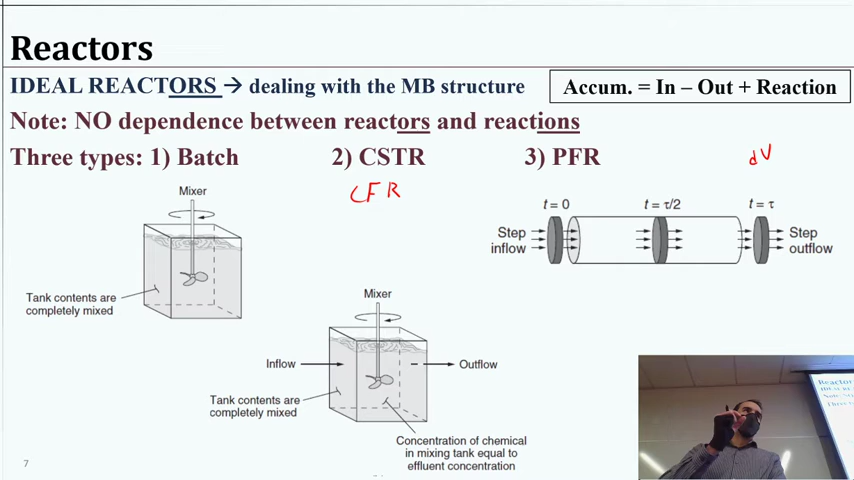 Reactors
IDEAL REACTORS → dealing with the MB structure
Accum. = In – Out + Reaction
Note: NO dependence between reactors and reactions
Three types: 1) Batch
2) CSTR
3) PFR
dV
CFR
Mixer
Tank contents are
completely mixed
t = 0
t = τ/2
t = τ
Step
inflow
Step
outflow
Mixer
Inflow
Outflow
Tank contents are
completely mixed
Concentration of chemical
in mixing tank equal to
effluent concentration
7
Reactors